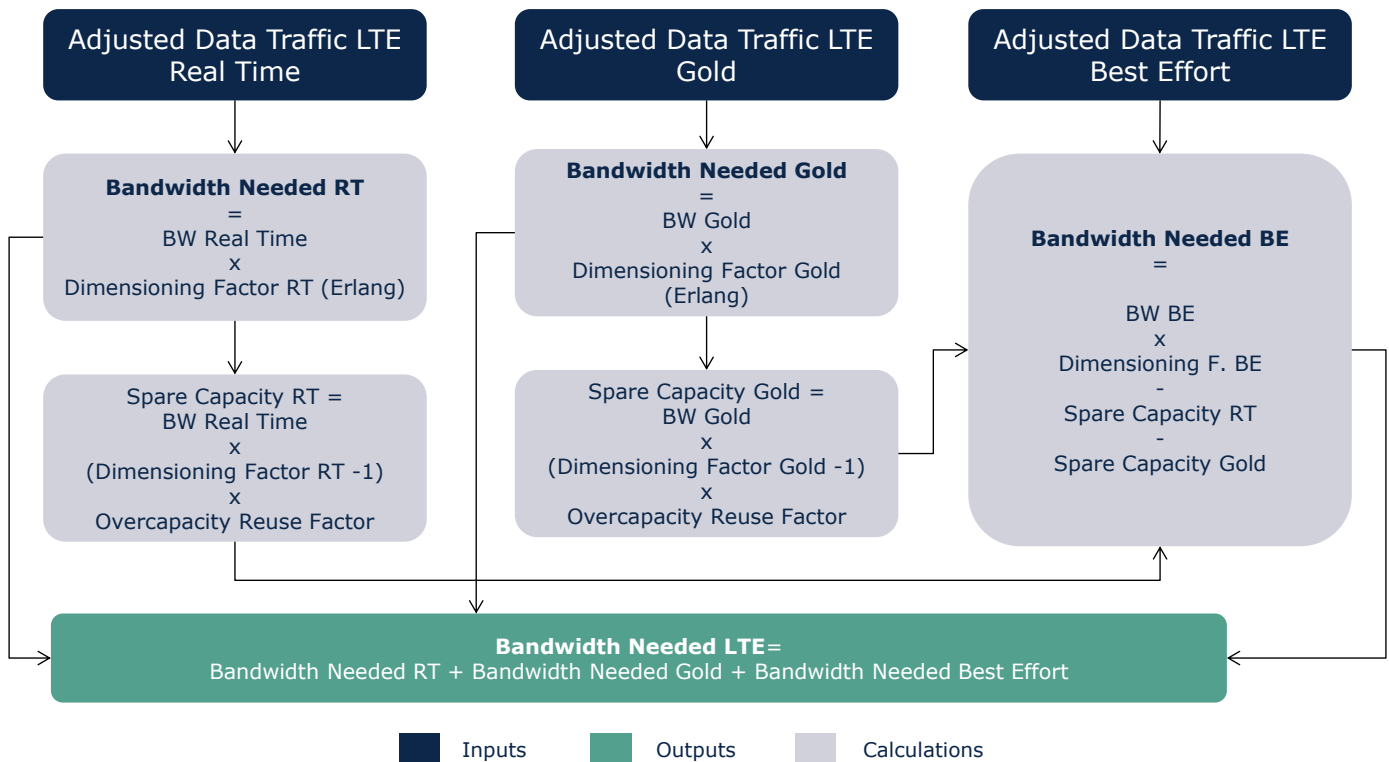 Adjusted Data Traffic LTE
Real Time
Adjusted Data Traffic LTE
Gold
Adjusted Data Traffic LTE
Best Effort
Bandwidth Needed RT
=
BW Real Time
x
Dimensioning Factor RT (Erlang)
Bandwidth Needed Gold
=
BW Gold
x
Dimensioning Factor Gold
(Erlang)
Bandwidth Needed BE
=
BW BE
x
Dimensioning F. BE
-
Spare Capacity RT
-
Spare Capacity Gold
Spare Capacity RT =
BW Real Time
x
(Dimensioning Factor RT -1)
x
Overcapacity Reuse Factor
Spare Capacity Gold =
BW Gold
x
(Dimensioning Factor Gold -1)
x
Overcapacity Reuse Factor
Bandwidth Needed LTE=
Bandwidth Needed RT + Bandwidth Needed Gold + Bandwidth Needed Best Effort
Inputs
Outputs
Calculations